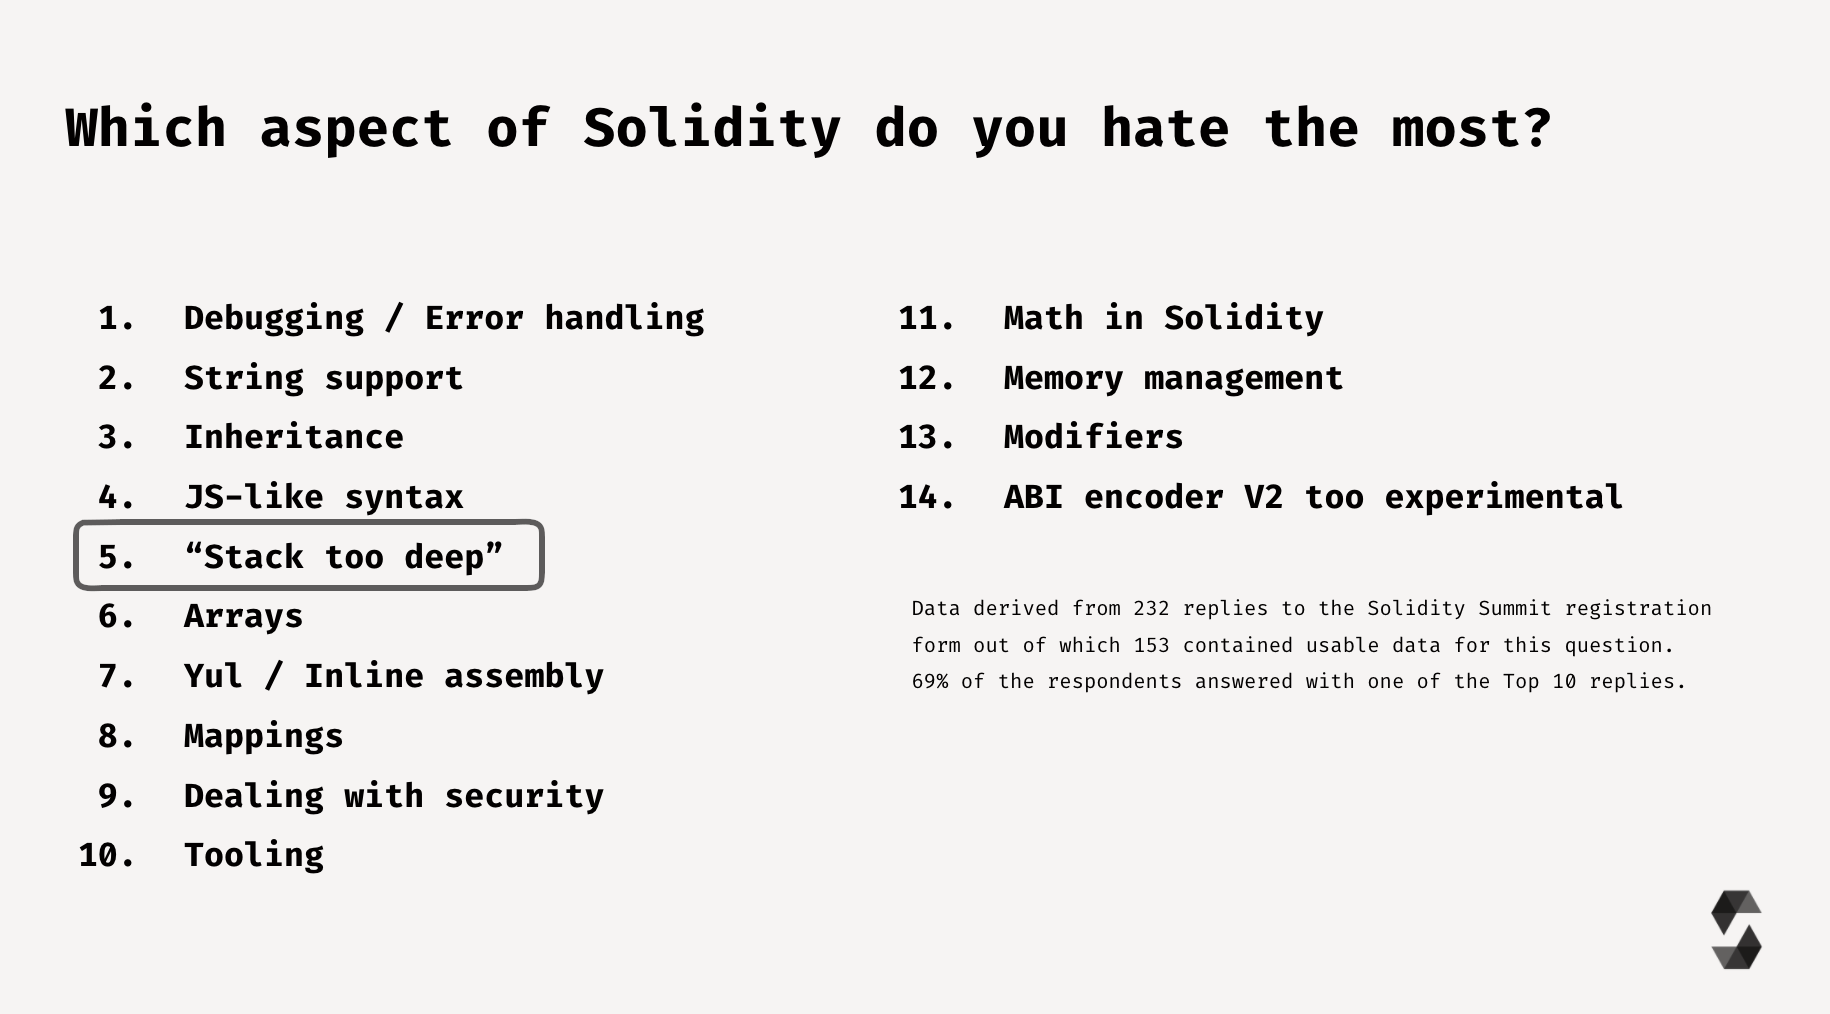 Which aspect of Solidity do you hate the most?
1. Debugging / Error handling
2. String support
3. Inheritance
4. JS-like syntax
5. “Stack too deep”
6. Arrays
7. Yul / Inline assembly
8. Mappings
9. Dealing with security
10. Tooling
11. Math in Solidity
12. Memory management
13. Modifiers
14. ABI encoder V2 too experimental
Data derived from 232 replies to the Solidity Summit registration
form out of which 153 contained usable data for this question.
69% of the respondents answered with one of the Top 10 replies.